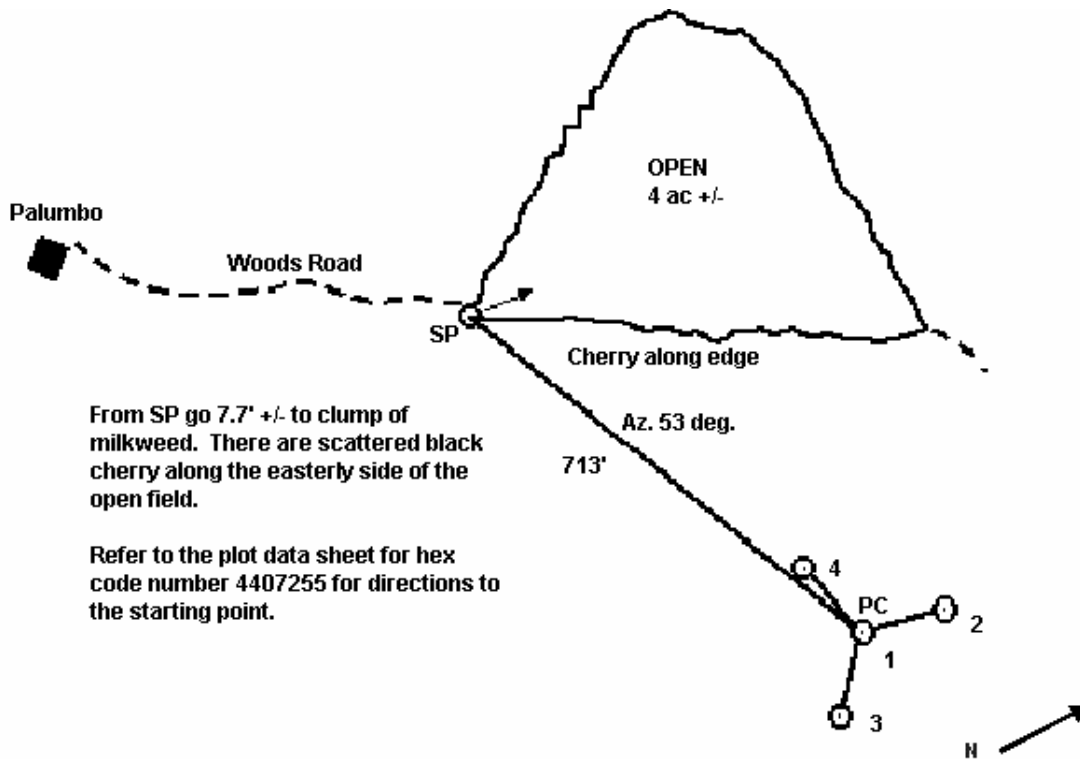 OPEN
4 ac +/-
Palumbo
Woods Road
SP
Cherry along edge
From SP go 7.7' +/- to clump of
milkweed. There are scattered black
cherry along the easterly side of the
open field.
Az. 53 deg.
713'
Refer to the plot data sheet for hex
code number 4407255 for directions to
the starting point.
4
PC
2
1
3
N